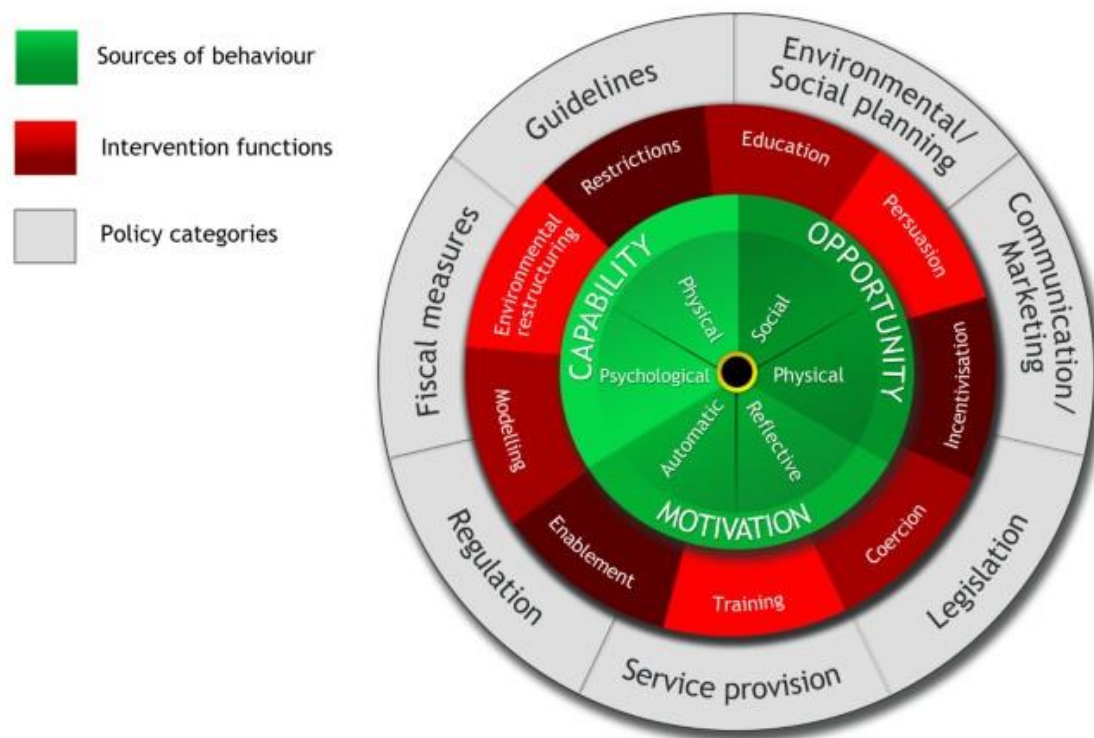 Sources of behaviour
Intervention functions
Policy categories
Environmental/
Social planning
Communication/
Marketing
Legislation
Service provision
Regulation
Fiscal measures
Guidelines
Education
Persuasion
Incentivisation
Coercion
Training
Enablement
Modelling
Environmental
restructuring
Restrictions
CAPABILITY
OPPORTUNITY
MOTIVATION
Physical
Social
Psychological
Physical
Automatic
Reflective